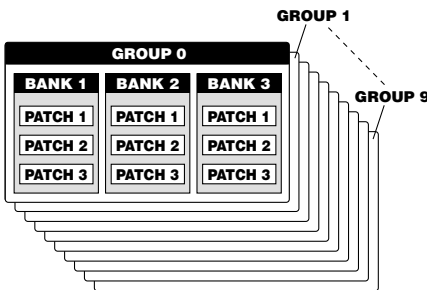 GROUP 1
GROUP 0
GROUP 9
BANK 1 BANK 2 BANK 3
PATCH 1 PATCH 1 PATCH 1
PATCH 2 PATCH 2 PATCH 2
PATCH 3 PATCH 3 PATCH 3